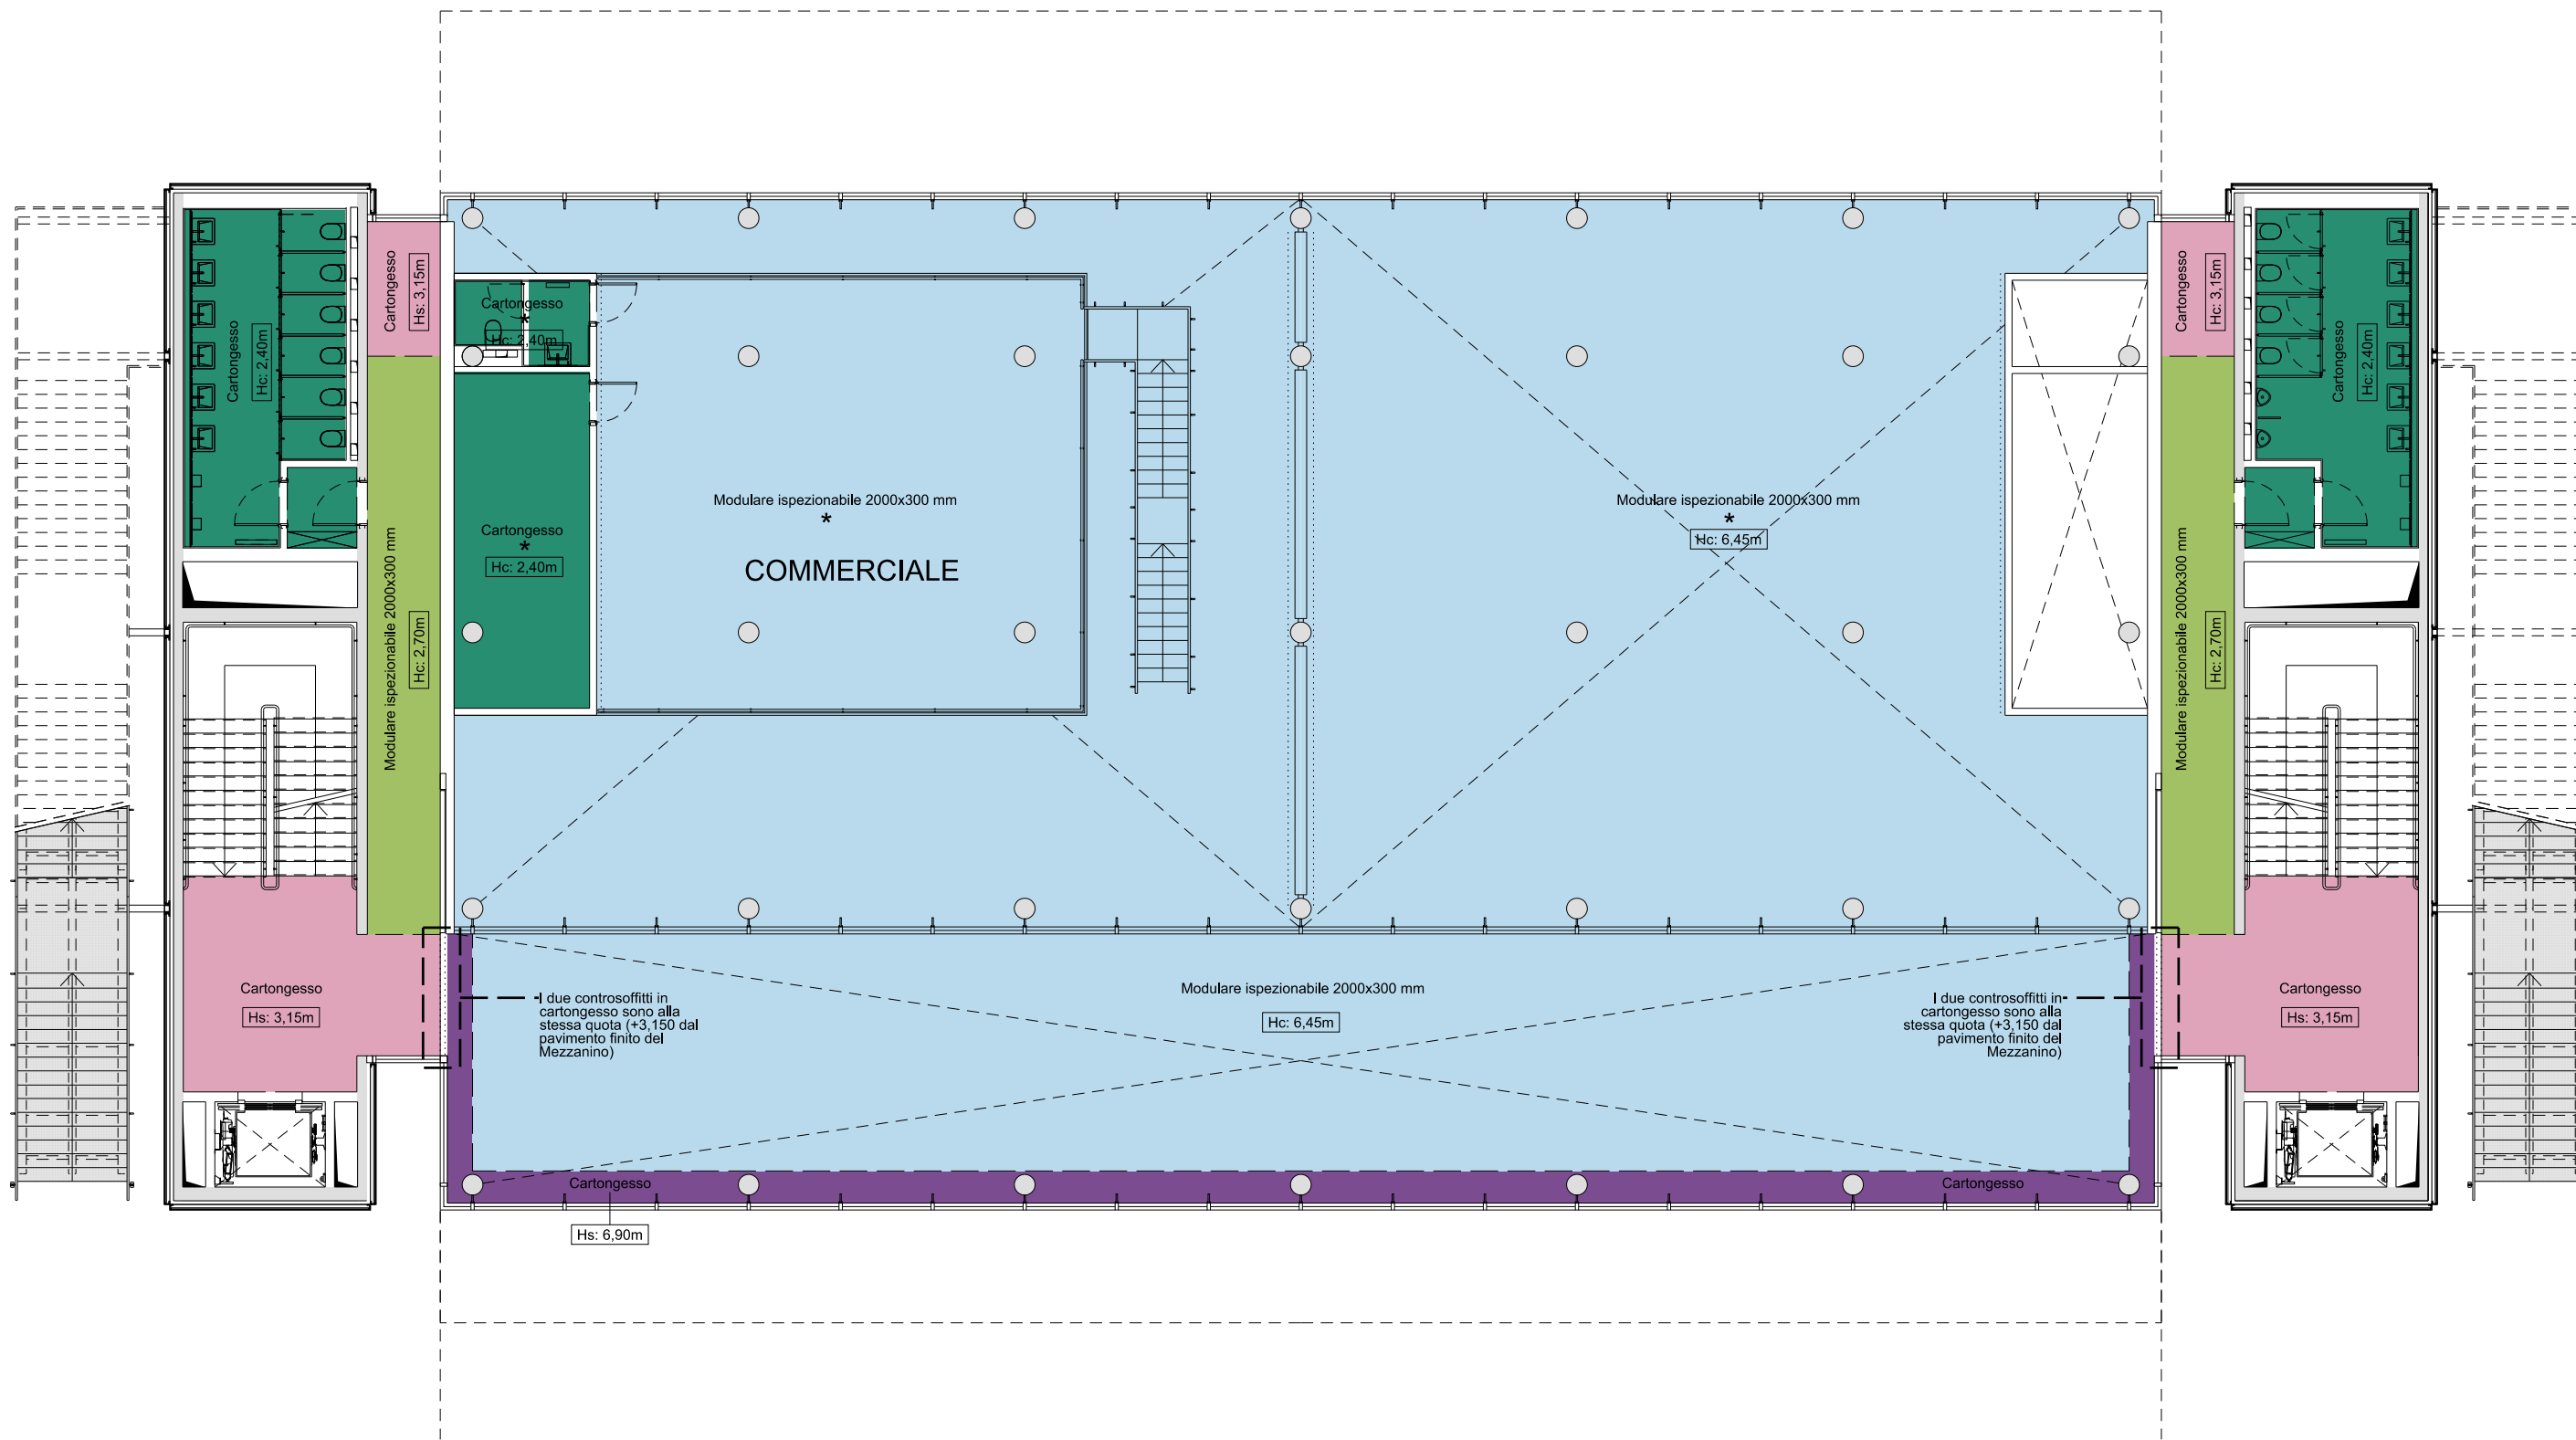 Cartongesso
Hs: 3,15m
Cartongesso
Hc: 2,40m
Modulare ispezionabile 2000x300 mm
Hc: 2,70m
Cartongesso
*
Hc: 2,40m
Cartongesso
*
Hc: 2,40m
Modulare ispezionabile 2000x300 mm
*
COMMERCIALE
Modulare ispezionabile 2000x300 mm
*
Hc: 6,45m
Cartongesso
Hc: 3,15m
Cartongesso
Hc: 2,40m
Modulare ispezionabile 2000x300 mm
Hc: 2,70m
Cartongesso
Hs: 3,15m
I due controsoffitti in
cartongesso sono alla
stessa quota (+3,150 dal
pavimento finito del
Mezzanino)
Modulare ispezionabile 2000x300 mm
Hc: 6,45m
I due controsoffitti in
cartongesso sono alla
stessa quota (+3,150 dal
pavimento finito del
Mezzanino)
Cartongesso
Hs: 3,15m
Cartongesso
Hs: 6,90m
Cartongesso